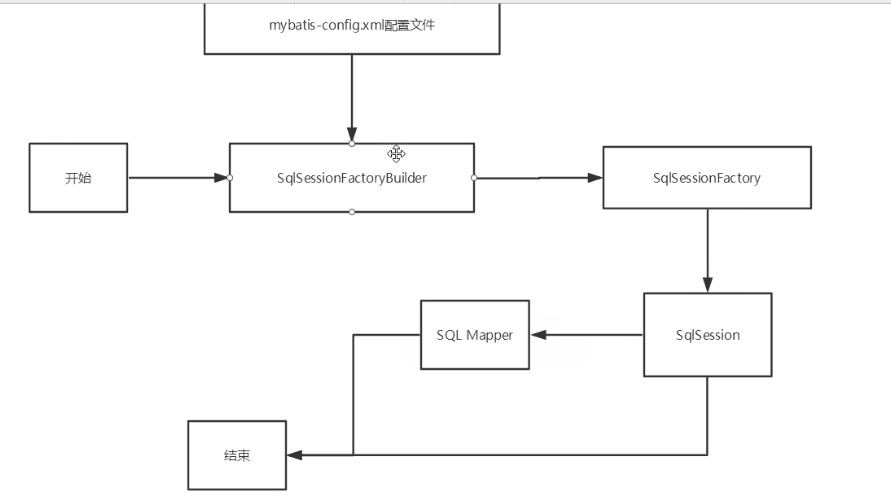 mybatis-config.xml配置文件
开始
SqlSessionFactoryBuilder
SqlSessionFactory
SQL Mapper
SqlSession
结束